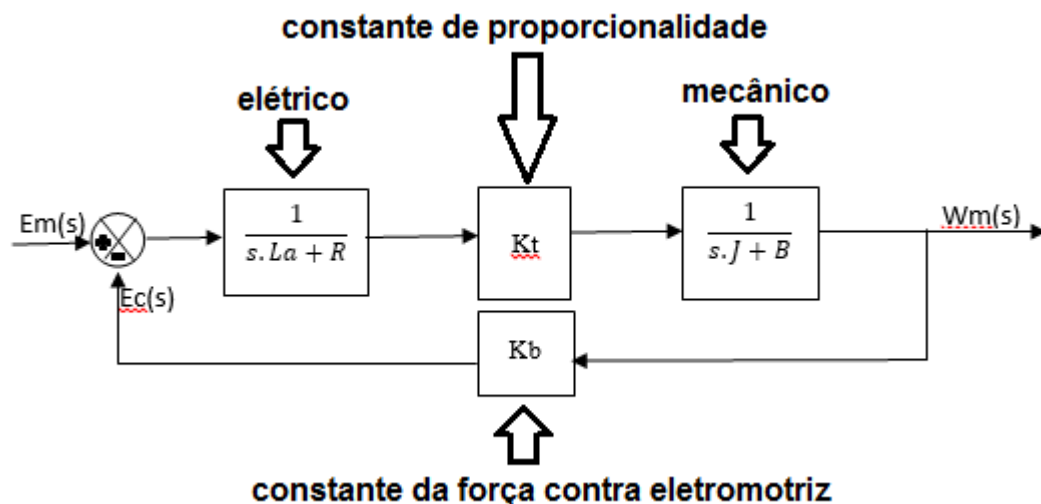 constante de proporcionalidade
elétrico
mecânico
Em(s)
+
-
1
s.La + R
Kt
1
s.J + B
Wm(s)
Ec(s)
Kb
constante da força contra eletromotriz